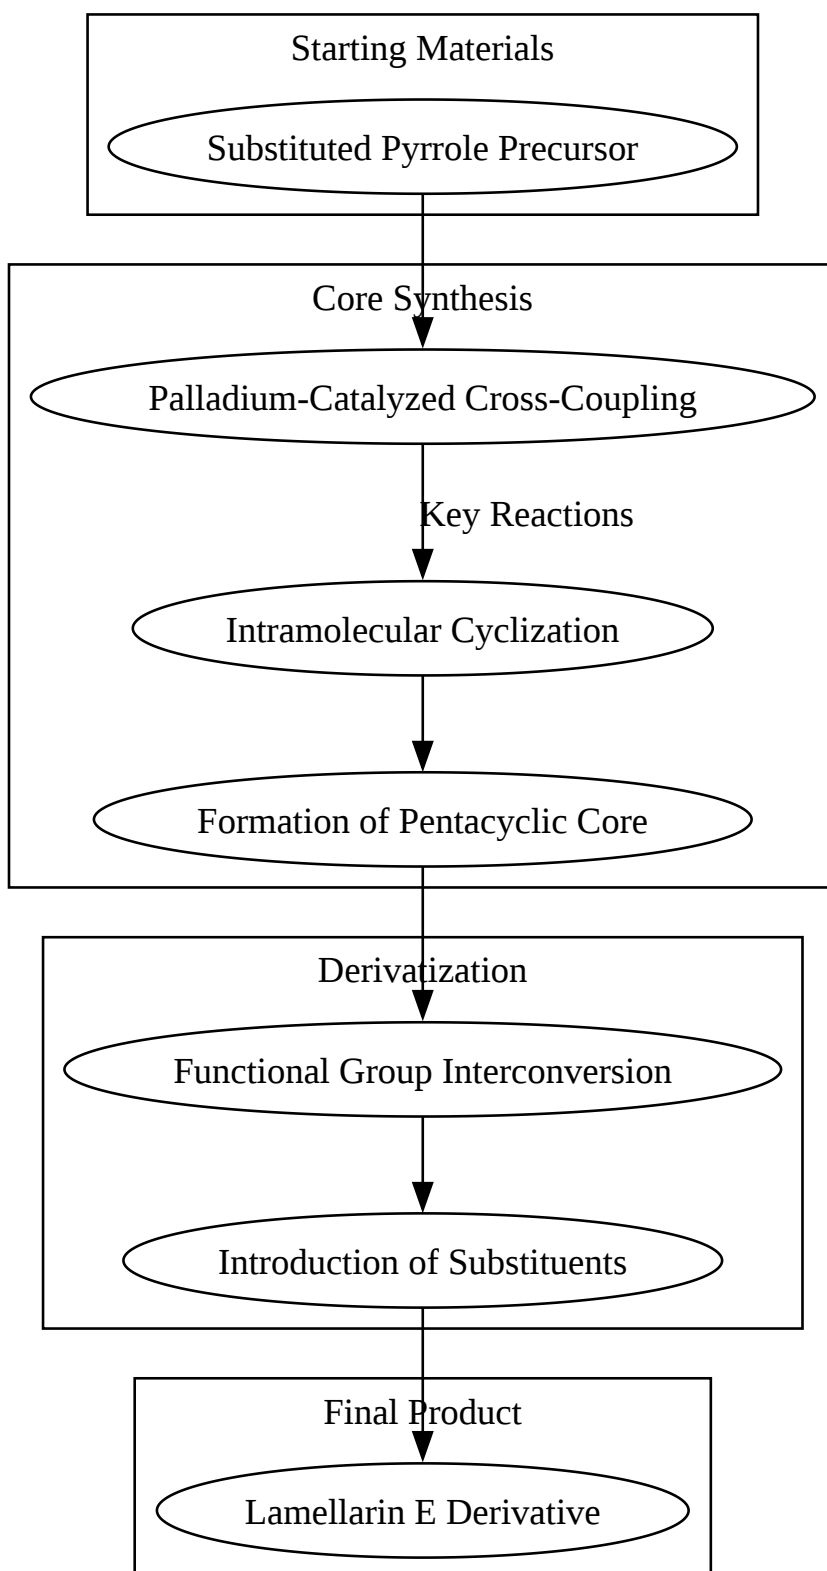 Starting Materials
Substituted Pyrrole Precursor
Core Synthesis
Palladium-Catalyzed Cross-Coupling
Key Reactions
Intramolecular Cyclization
Formation of Pentacyclic Core
Derivatization
Functional Group Interconversion
Introduction of Substituents
Final Product
Lamellarin E Derivative